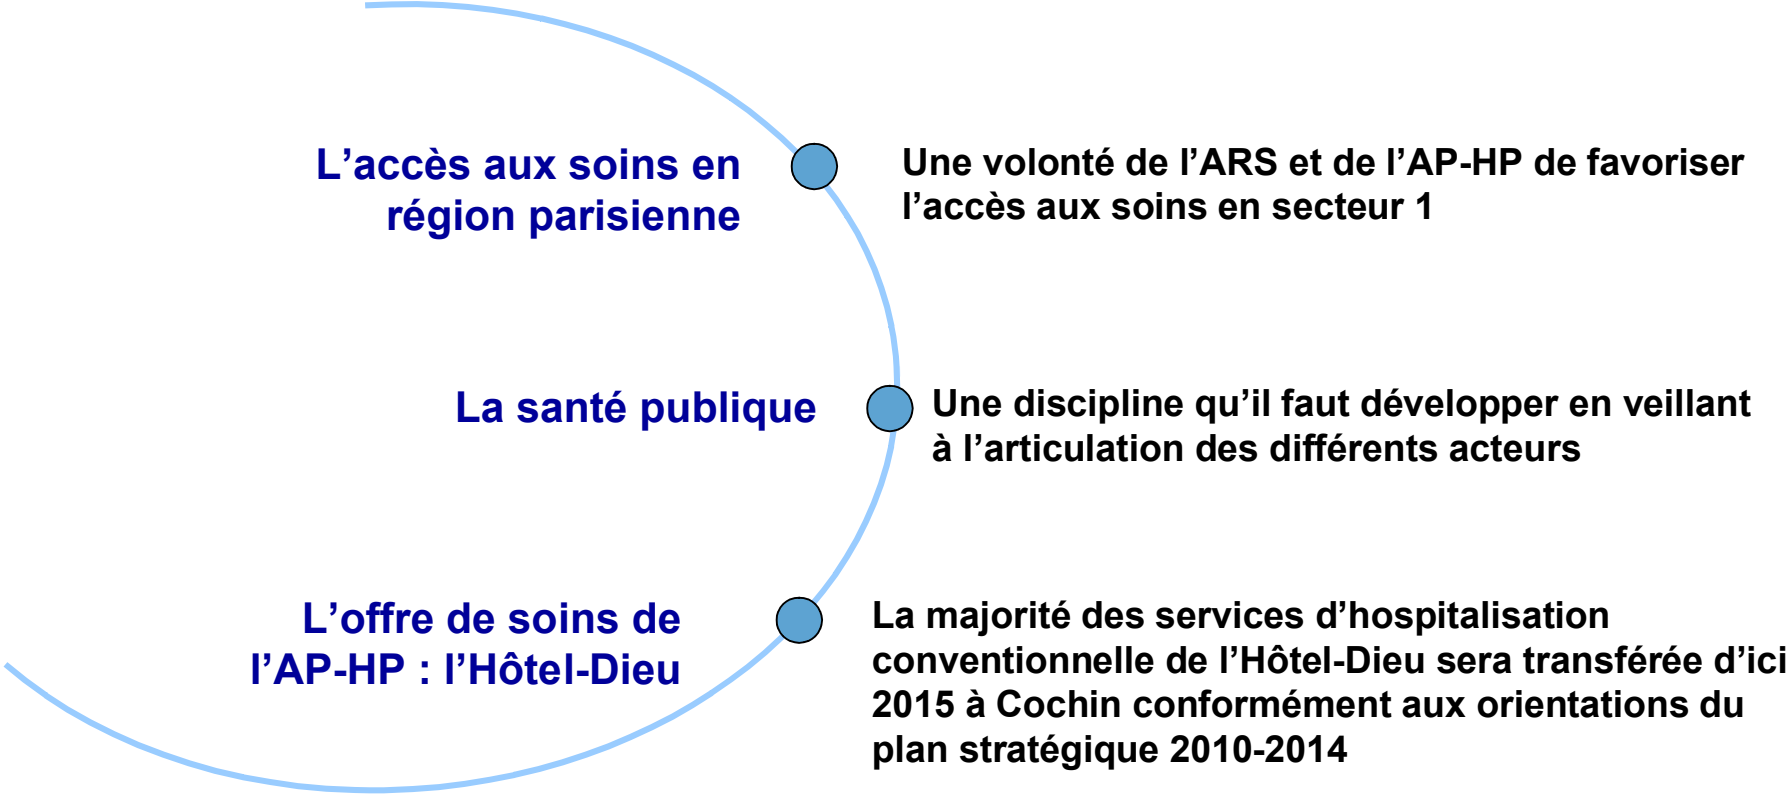 L’accès aux soins en
région parisienne
Une volonté de l’ARS et de l’AP-HP de favoriser
l’accès aux soins en secteur 1
La santé publique
Une discipline qu’il faut développer en veillant
à l’articulation des différents acteurs
L’offre de soins de
l’AP-HP : l’Hôtel-Dieu
La majorité des services d’hospitalisation
conventionnelle de l’Hôtel-Dieu sera transférée d’ici
2015 à Cochin conformément aux orientations du
plan stratégique 2010-2014